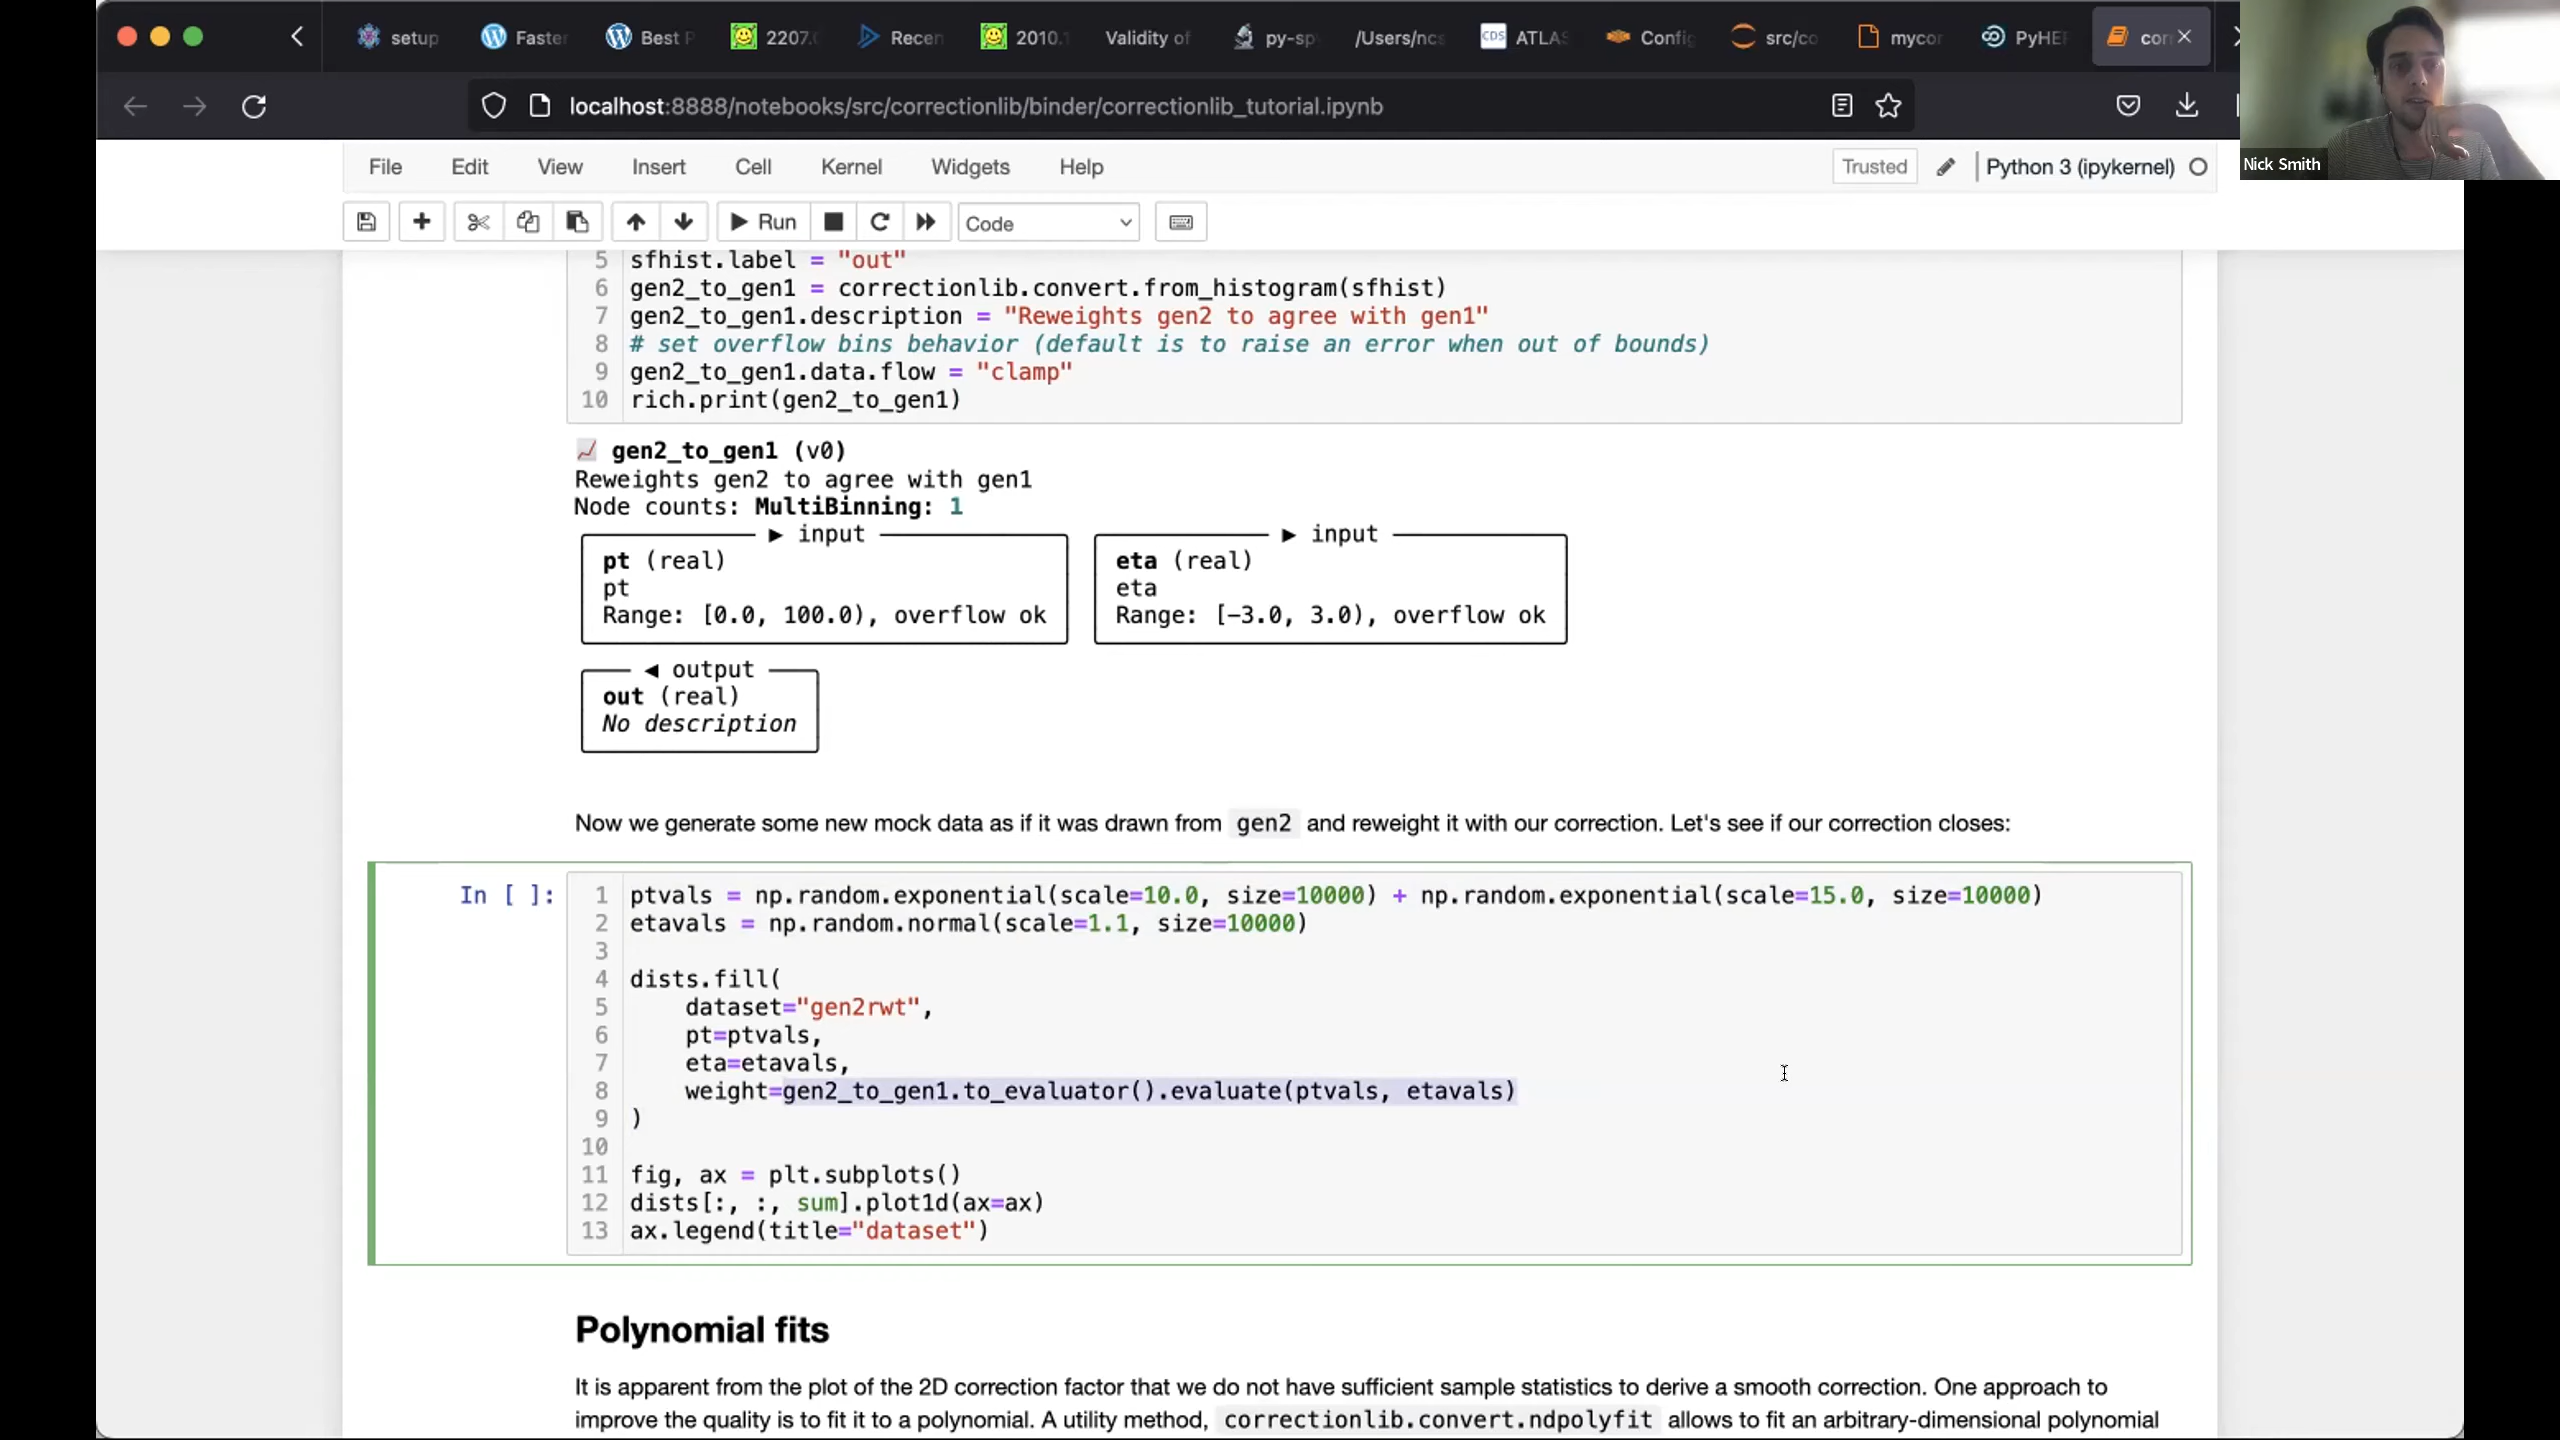 setup
Faster
Best P
2207.
Recen
2010.1
Validity of
py-sp
/Users/ncs
CDS
ATLAS
Config
src/co
mycor
PyHEP
cor
localhost:8888/notebooks/src/correctionlib/binder/correctionlib_tutorial.ipynb
Nick Smith
File Edit View Insert Cell Kernel Widgets Help
Trusted
Python 3 (ipykernel)
Run
Code
5 sfhist.label = "out"
6 gen2_to_gen1 = correctionlib.convert.from_histogram(sfhist)
7 gen2_to_gen1.description = "Reweights gen2 to agree with gen1"
8 # set overflow bins behavior (default is to raise an error when out of bounds)
9 gen2_to_gen1.data.flow = "clamp"
10 rich.print(gen2_to_gen1)
gen2_to_gen1 (v0)
Reweights gen2 to agree with gen1
Node counts: MultiBinning: 1
▶ input
pt (real)
pt
Range: [0.0, 100.0), overflow ok
▶ input
eta (real)
eta
Range: [-3.0, 3.0), overflow ok
◀ output
out (real)
No description
Now we generate some new mock data as if it was drawn from gen2 and reweight it with our correction. Let's see if our correction closes:
In [ ]:
1 ptvals = np.random.exponential(scale=10.0, size=10000) + np.random.exponential(scale=15.0, size=10000)
2 etavals = np.random.normal(scale=1.1, size=10000)
3
4 dists.fill(
5     dataset="gen2rwt",
6     pt=ptvals,
7     eta=etavals,
8     weight=gen2_to_gen1.to_evaluator().evaluate(ptvals, etavals)
9 )
10
11 fig, ax = plt.subplots()
12 dists[:, :, sum].plot1d(ax=ax)
13 ax.legend(title="dataset")
Polynomial fits
It is apparent from the plot of the 2D correction factor that we do not have sufficient sample statistics to derive a smooth correction. One approach to
improve the quality is to fit it to a polynomial. A utility method, correctionlib.convert.ndpolyfit allows to fit an arbitrary-dimensional polynomial